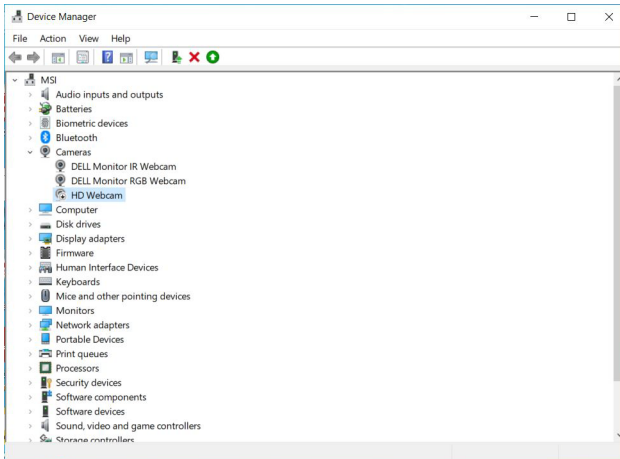 Device Manager
File Action View Help
MSI
Audio inputs and outputs
Batteries
Biometric devices
Bluetooth
Cameras
DELL Monitor IR Webcam
DELL Monitor RGB Webcam
HD Webcam
Computer
Disk drives
Display adapters
Firmware
Human Interface Devices
Keyboards
Mice and other pointing devices
Monitors
Network adapters
Portable Devices
Print queues
Processors
Security devices
Software components
Software devices
Sound, video and game controllers
Storage controllers